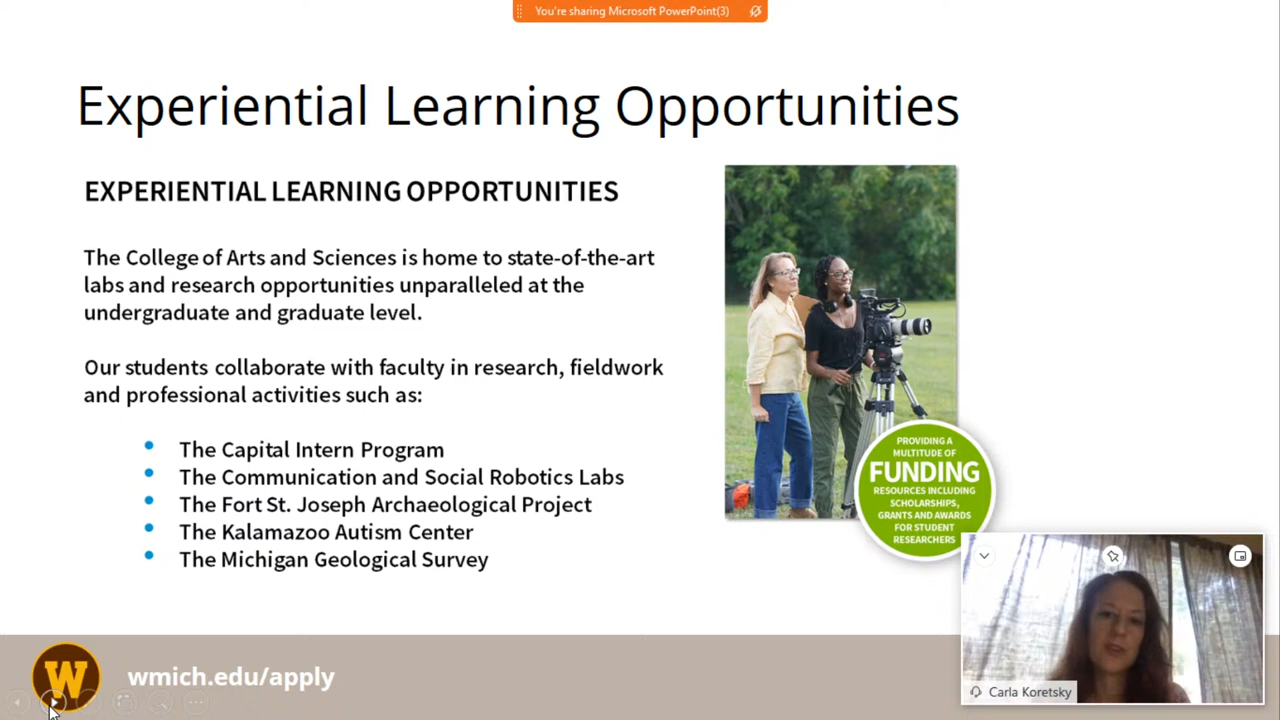 You're sharing Microsoft PowerPoint(3)
Experiential Learning Opportunities
EXPERIENTIAL LEARNING OPPORTUNITIES
The College of Arts and Sciences is home to state-of-the-art
labs and research opportunities unparalleled at the
undergraduate and graduate level.
Our students collaborate with faculty in research, fieldwork
and professional activities such as:
• The Capital Intern Program
• The Communication and Social Robotics Labs
• The Fort St. Joseph Archaeological Project
• The Kalamazoo Autism Center
• The Michigan Geological Survey
PROVIDING A
MULTITUDE OF
FUNDING
RESOURCES INCLUDING
SCHOLARSHIPS,
GRANTS AND AWARDS
FOR STUDENT
RESEARCHERS
Carla Koretsky
W
wmich.edu/apply